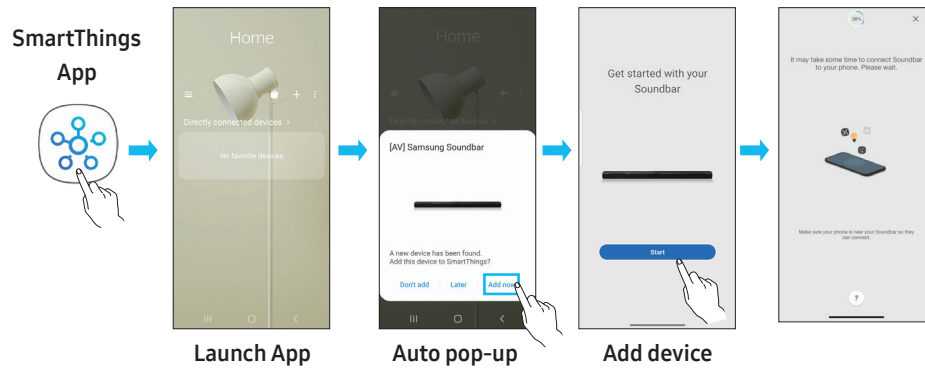 SmartThings
App
Home
Directly connected devices >
No favorite devices
Launch App
Home
Directly connected devices >
[AV] Samsung Soundbar
A new device has been found.
Add this device to SmartThings?
Don't add Later Add now
Auto pop-up
Get started with your
Soundbar
Start
Add device
38%
It may take some time to connect Soundbar
to your phone. Please wait.
Make sure your phone is near your Soundbar so they
can connect.
?